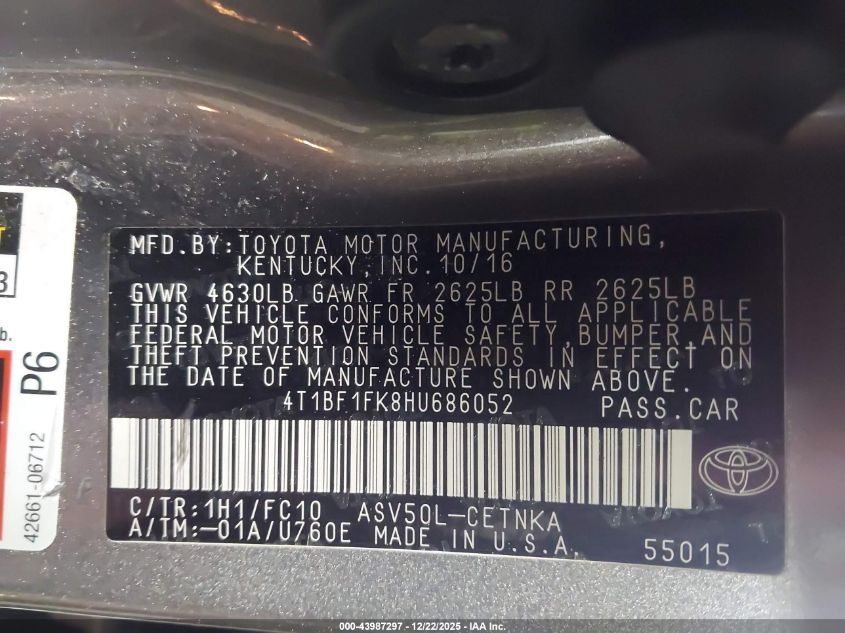 MFD.BY:TOYOTA MOTOR MANUFACTURING,
KENTUCKY,INC.10/16
GVWR 4630LB GAWR FR 2625LB RR 2625LB
THIS VEHICLE CONFORMS TO ALL APPLICABLE
FEDERAL MOTOR VEHICLE SAFETY,BUMPER,AND
THEFT PREVENTION STANDARDS IN EFFECT ON
THE DATE OF MANUFACTURE SHOWN ABOVE.
4T1BF1FK8HU686052 PASS.CAR
C/TR:1H1/FC10 ASV50L-CETNKA
A/TM:-01A/U760E MADE IN U.S.A. 55015
3
b.
P6
42661-06712
000-43987297 - 12/22/2025 - IAA Inc.